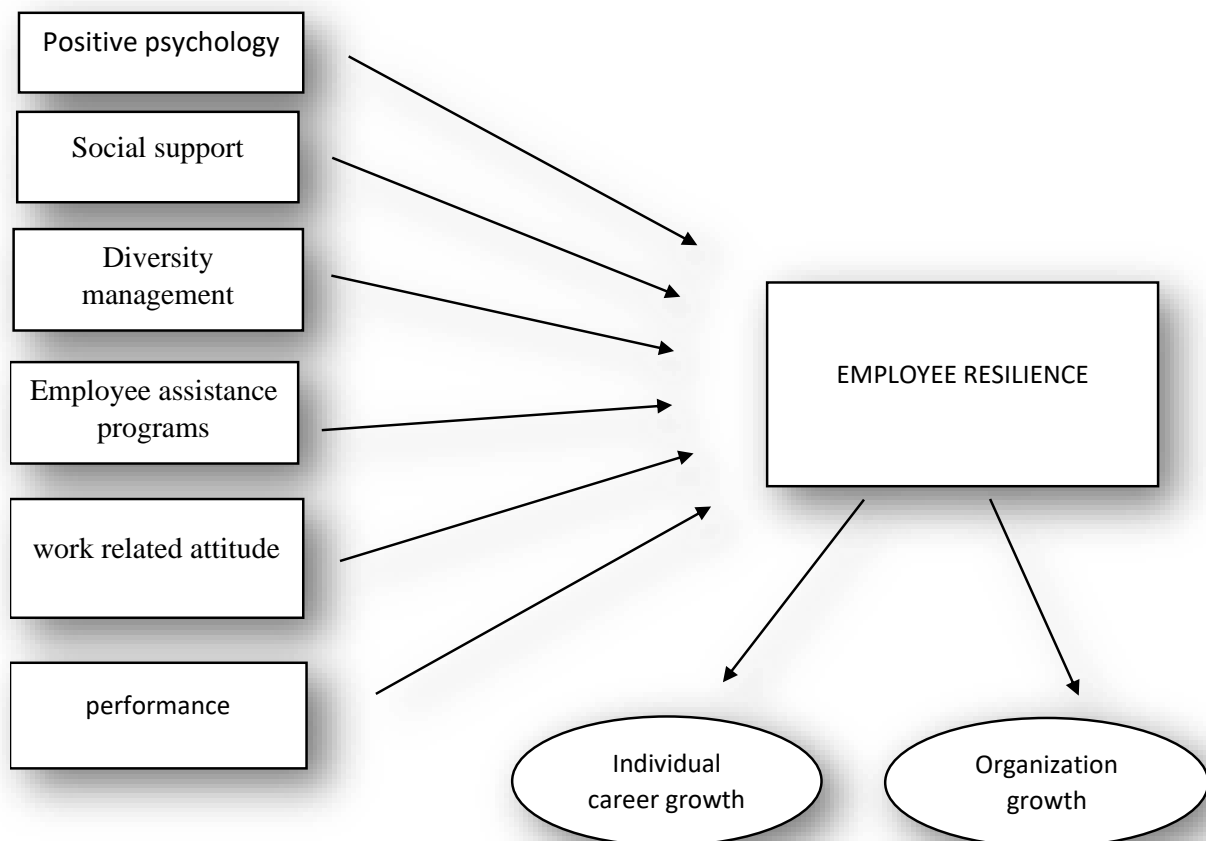 Positive psychology
Social support
Diversity
management
Employee assistance
programs
work related attitude
performance
EMPLOYEE RESILIENCE
Individual
career growth
Organization
growth